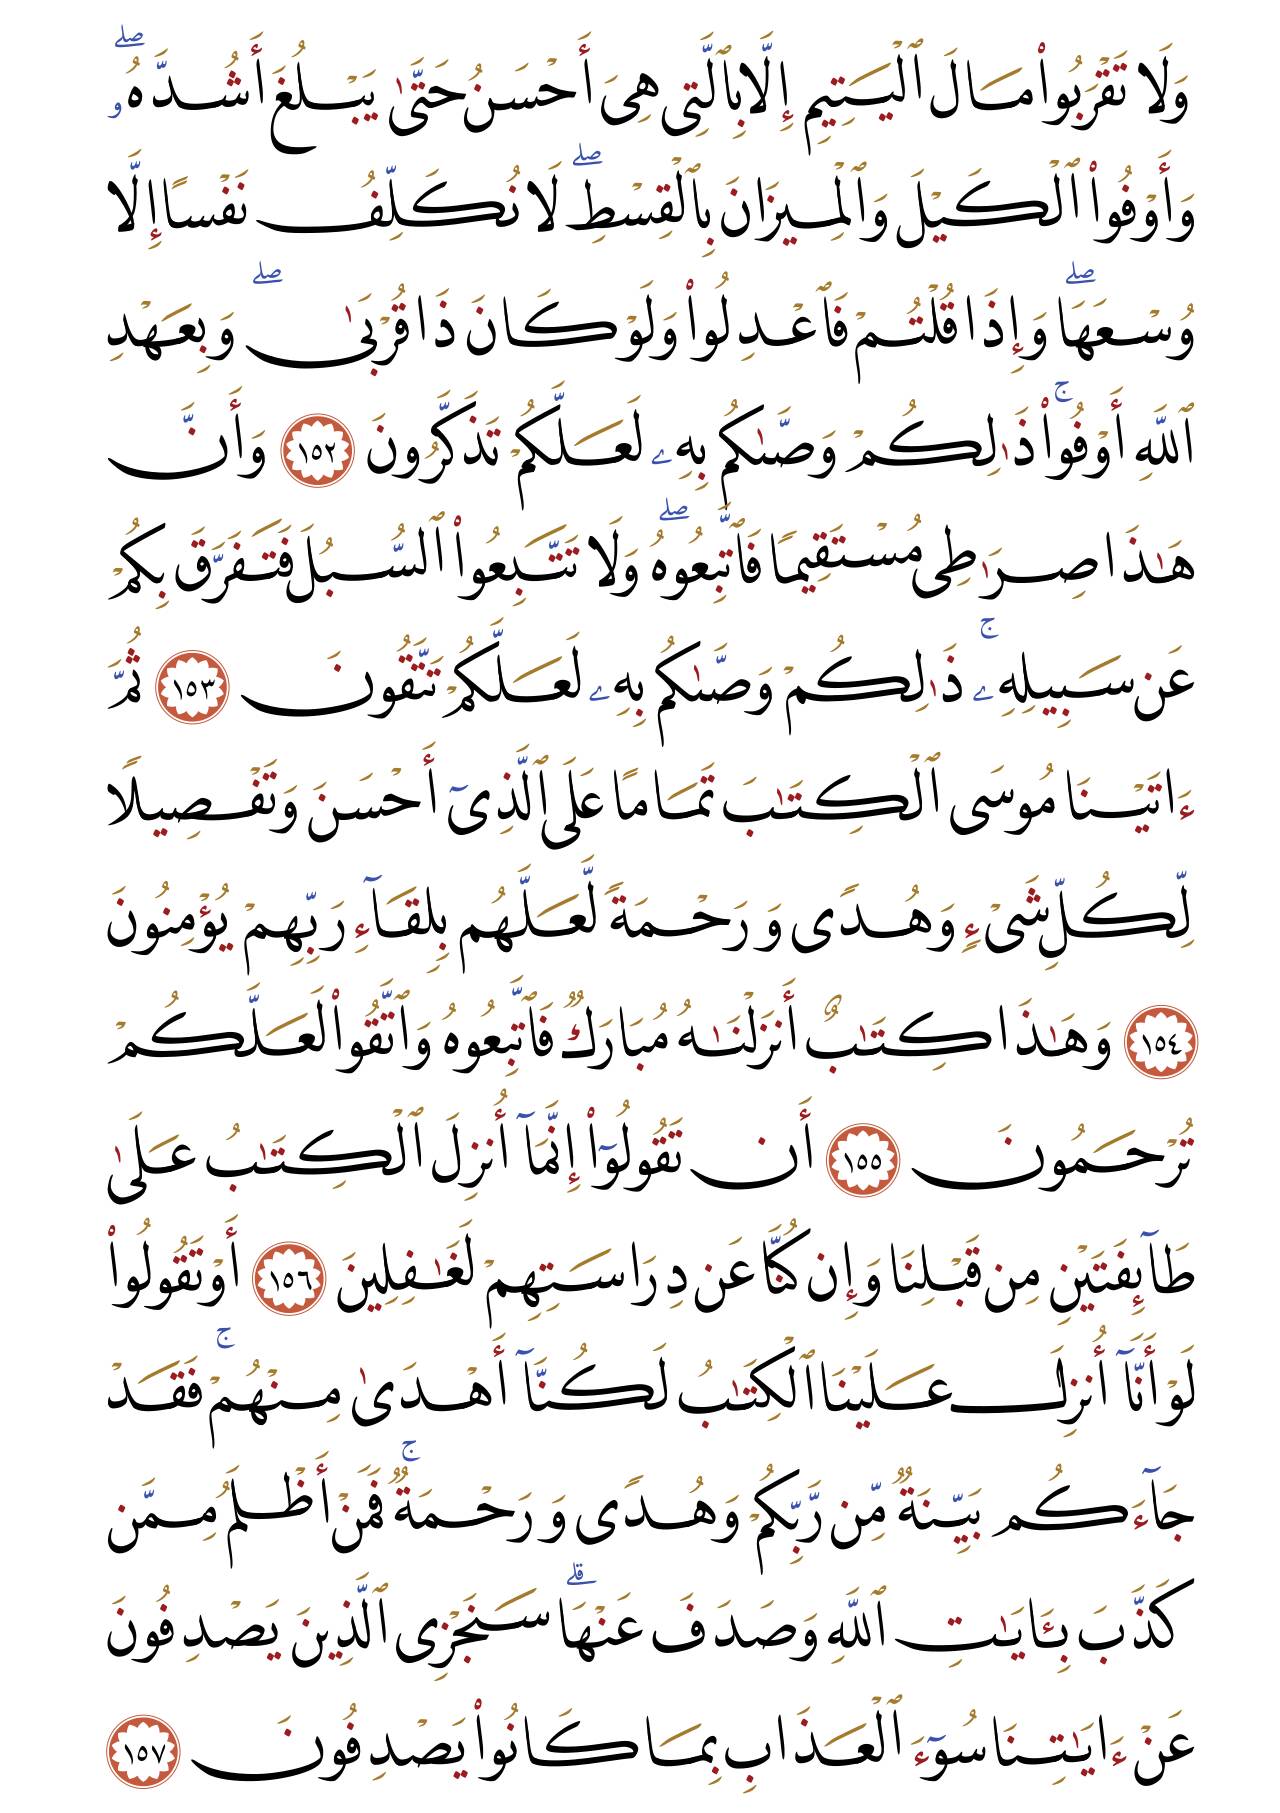 وَلَا تَقْرَبُوا۟ مَالَ ٱلْيَتِيمِ إِلَّا بِٱلَّتِى هِىَ أَحْسَنُ حَتَّىٰ يَبْلُغَ أَشُدَّهُۥ ۖ
وَأَوْفُوا۟ ٱلْكَيْلَ وَٱلْمِيزَانَ بِٱلْقِسْطِ ۖ لَا نُكَلِّفُ نَفْسًا إِلَّا
وُسْعَهَا ۖ وَإِذَا قُلْتُمْ فَٱعْدِلُوا۟ وَلَوْ كَانَ ذَا قُرْبَىٰ ۖ وَبِعَهْدِ
ٱللَّهِ أَوْفُوا۟ ۚ ذَٰلِكُمْ وَصَّىٰكُم بِهِۦ لَعَلَّكُمْ تَذَكَّرُونَ ١٥٢ وَأَنَّ
هَٰذَا صِرَٰطِى مُسْتَقِيمًا فَٱتَّبِعُوهُ ۖ وَلَا تَتَّبِعُوا۟ ٱلسُّبُلَ فَتَفَرَّقَ بِكُمْ
عَن سَبِيلِهِۦ ۚ ذَٰلِكُمْ وَصَّىٰكُم بِهِۦ لَعَلَّكُمْ تَتَّقُونَ ١٥٣ ثُمَّ
ءَاتَيْنَا مُوسَى ٱلْكِتَٰبَ تَمَامًا عَلَى ٱلَّذِىٓ أَحْسَنَ وَتَفْصِيلًا
لِّكُلِّ شَىْءٍ وَهُدًى وَرَحْمَةً لَّعَلَّهُم بِلِقَآءِ رَبِّهِمْ يُؤْمِنُونَ
١٥٤ وَهَٰذَا كِتَٰبٌ أَنزَلْنَٰهُ مُبَارَكٌ فَٱتَّبِعُوهُ وَٱتَّقُوا۟ لَعَلَّكُمْ
تُرْحَمُونَ ١٥٥ أَن تَقُولُوٓا۟ إِنَّمَآ أُنزِلَ ٱلْكِتَٰبُ عَلَىٰ
طَآئِفَتَيْنِ مِن قَبْلِنَا وَإِن كُنَّا عَن دِرَاسَتِهِمْ لَغَٰفِلِينَ ١٥٦ أَوْ تَقُولُوا۟
لَوْ أَنَّآ أُنزِلَ عَلَيْنَا ٱلْكِتَٰبُ لَكُنَّآ أَهْدَىٰ مِنْهُمْ ۚ فَقَدْ
جَآءَكُم بَيِّنَةٌ مِّن رَّبِّكُمْ وَهُدًى وَرَحْمَةٌ ۚ فَمَنْ أَظْلَمُ مِمَّن
كَذَّبَ بِـَٔايَٰتِ ٱللَّهِ وَصَدَفَ عَنْهَا ۗ سَنَجْزِى ٱلَّذِينَ يَصْدِفُونَ
عَنْ ءَايَٰتِنَا سُوٓءَ ٱلْعَذَابِ بِمَا كَانُوا۟ يَصْدِفُونَ ١٥٧